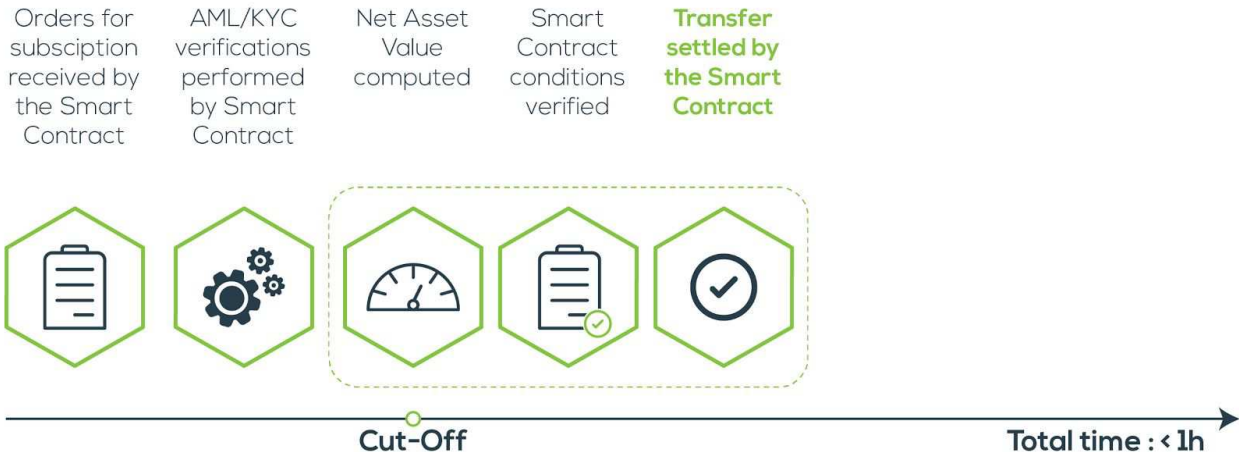 Orders for
subsciption
received by
the Smart
Contract
AML/KYC
verifications
performed
by Smart
Contract
Net Asset
Value
computed
Smart
Contract
conditions
verified
Transfer
settled by
the Smart
Contract
Cut-Off
Total time : < 1h